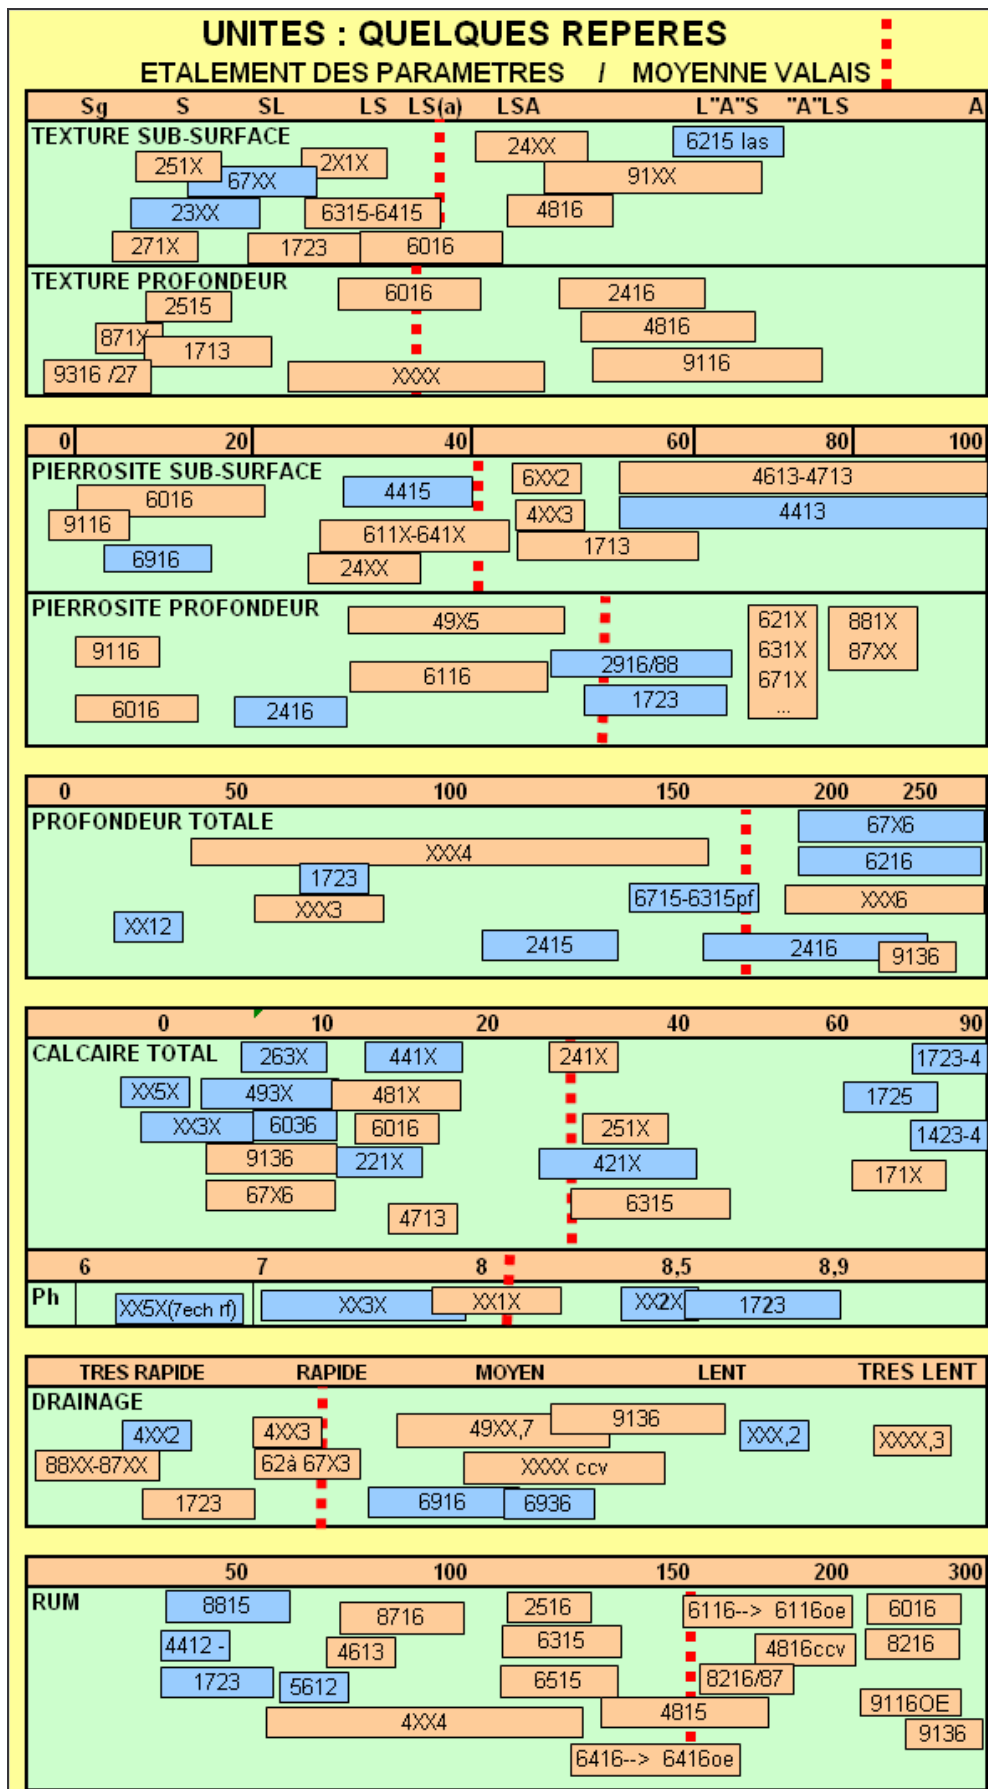 UNITES : QUELQUES REPERES
ETALEMENT DES PARAMETRES / MOYENNE VALAIS
Sg S SL LS LS(a) LSA L"A"S "A"LS A
TEXTURE SUB-SURFACE
24XX
6215 las
251X
2X1X
67XX
91XX
23XX
6315-6415
4816
271X
1723
6016
TEXTURE PROFONDEUR
6016
2416
2515
871X
4816
1713
9116
9316 /27
XXXX
0 20 40 60 80 100
PIERROSITE SUB-SURFACE
6XX2
4613-4713
6016
4415
4XX3
4413
9116
611X-641X
1713
6916
24XX
PIERROSITE PROFONDEUR
49X5
621X
631X
671X
...
881X
87XX
9116
6116
2916/88
6016
2416
1723
0 50 100 150 200 250
PROFONDEUR TOTALE
67X6
XXX4
6216
1723
XXX3
6715-6315pf
XXX6
XX12
2415
2416
9136
0 10 20 40 60 90
CALCAIRE TOTAL
263X
441X
241X
1723-4
XX5X
493X
481X
1725
XX3X
6036
6016
251X
1423-4
9136
221X
421X
171X
67X6
6315
4713
6 7 8 8,5 8,9
Ph
XX5X(7ech rf)
XX3X
XX1X
XX2X
1723
TRES RAPIDE RAPIDE MOYEN LENT TRES LENT
DRAINAGE
4XX2
4XX3
49XX,7
9136
XXX,2
XXXX,3
88XX-87XX
62à 67X3
XXXX ccv
1723
6916
6936
50 100 150 200 300
RUM
8815
8716
2516
6116--> 6116oe
6016
4412 -
4613
6315
4816ccv
8216
1723
5612
6515
8216/87
4XX4
4815
9116OE
9136
6416--> 6416oe